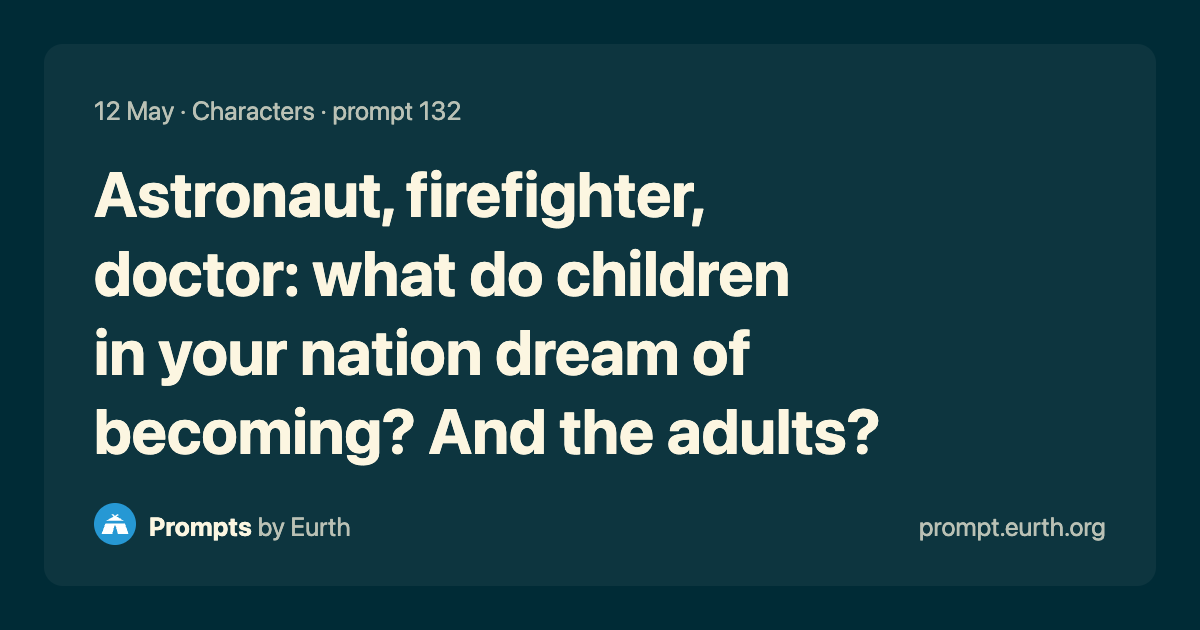 12 May · Characters · prompt 132
Astronaut, firefighter,
doctor: what do children
in your nation dream of
becoming? And the adults?
Prompts by Eurth
prompt.eurth.org